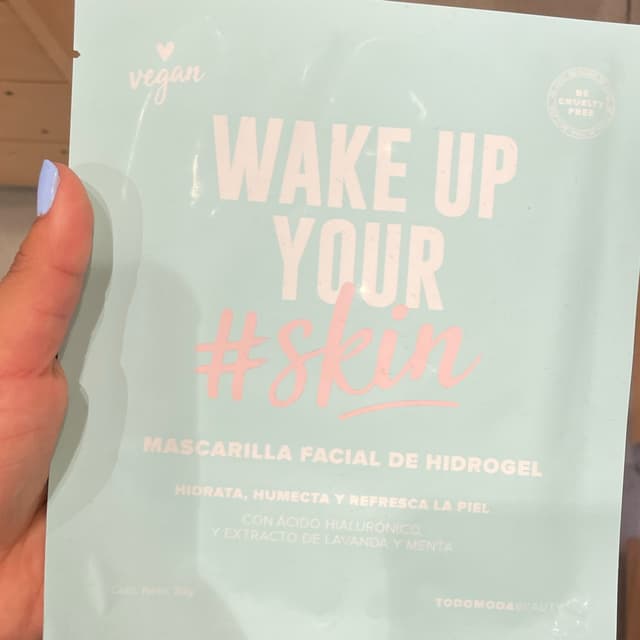 vegan
BE
CRUELTY
FREE
WAKE UP
YOUR
#skin
MASCARILLA FACIAL DE HIDROGEL
HIDRATA, HUMECTA Y REFRESCA LA PIEL
CON ÁCIDO HIALURÓNICO,
Y EXTRACTO DE LAVANDA Y MENTA
TODOMODA